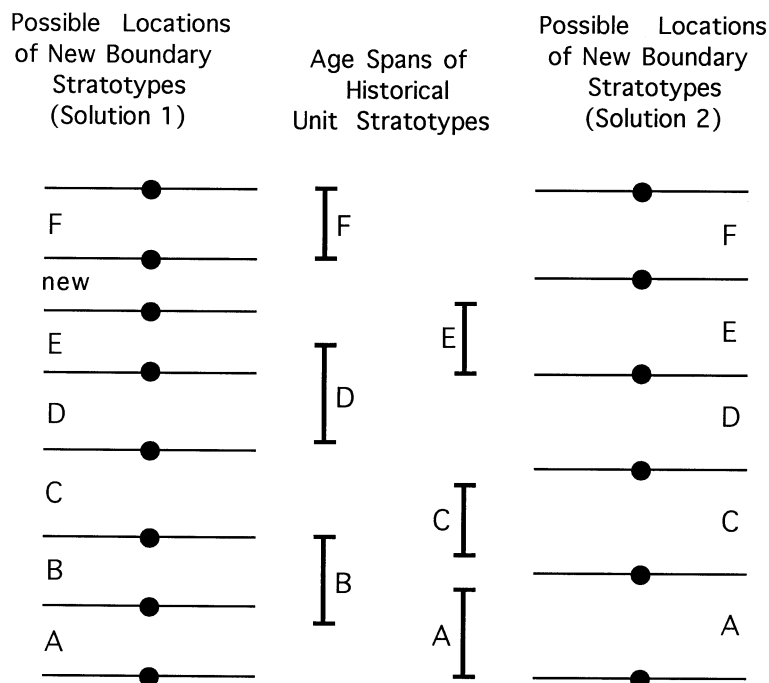 Possible Locations
of New Boundary
Stratotypes
(Solution 1)
Age Spans of
Historical
Unit Stratotypes
Possible Locations
of New Boundary
Stratotypes
(Solution 2)
F
new
E
D
C
B
A
F
E
D
C
B
A
F
E
D
C
A